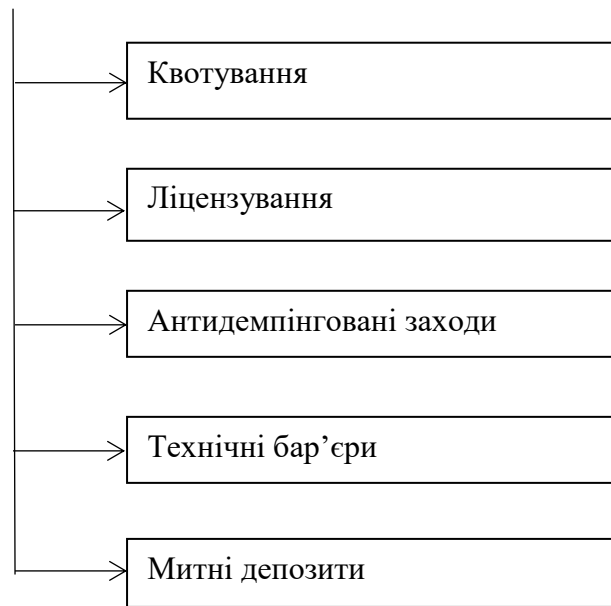 Квотування
Ліцензування
Антидемпінговані заходи
Технічні бар’єри
Митні депозити